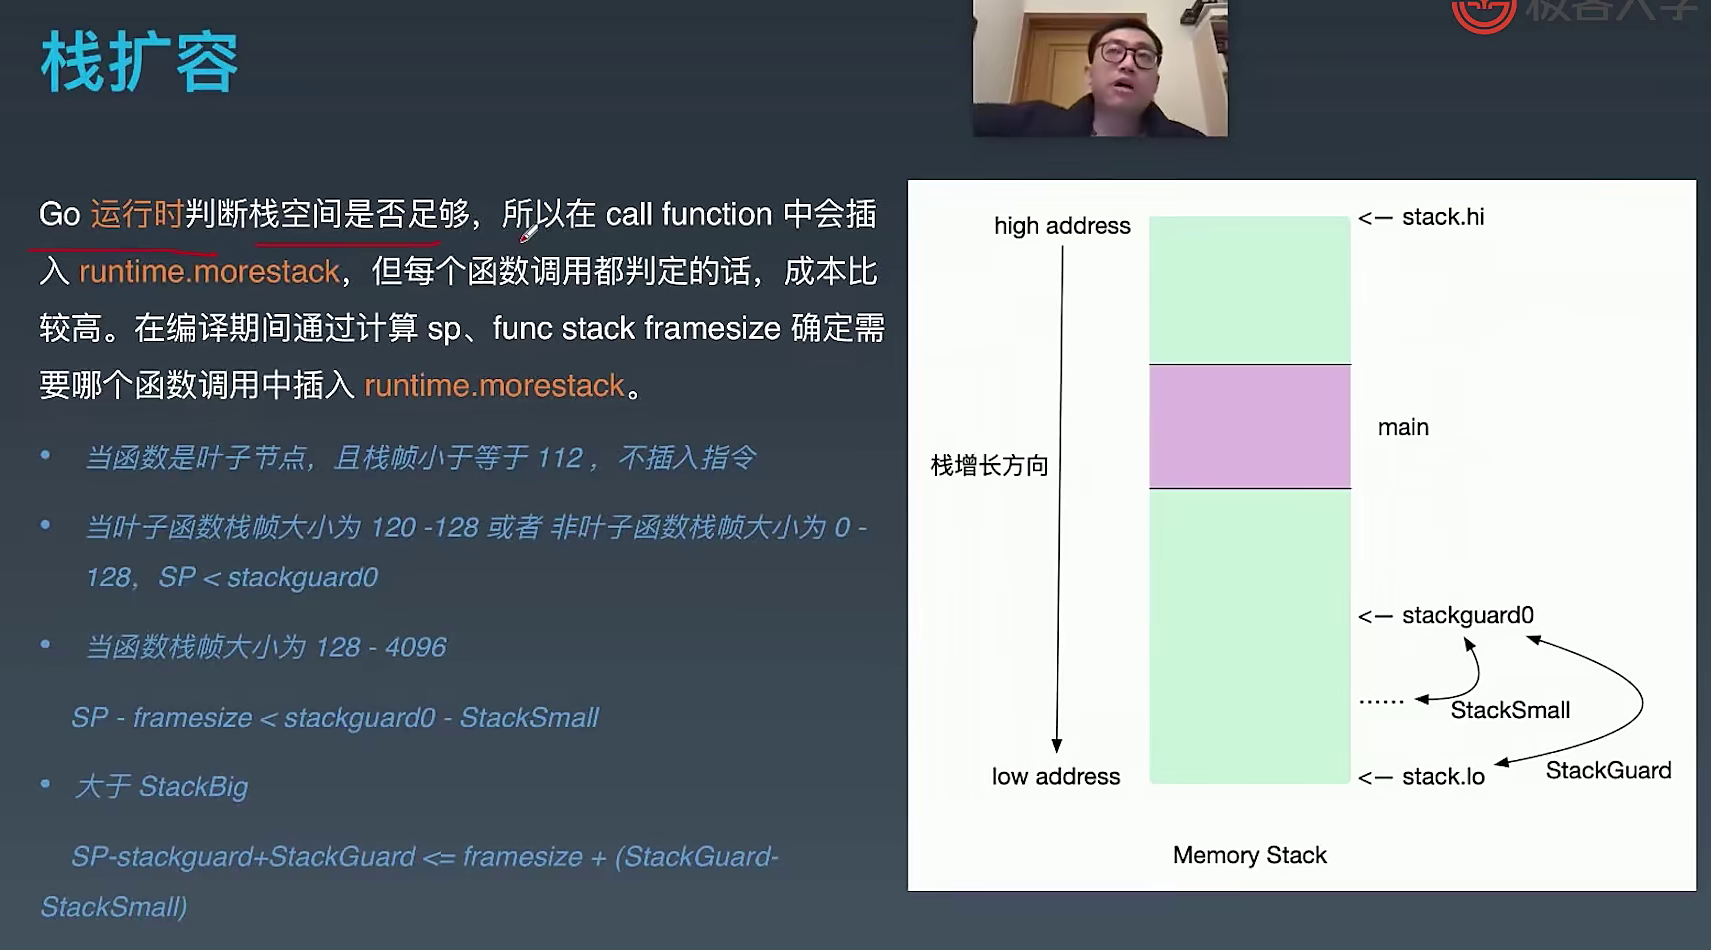 栈扩容
极客大学
Go 运行时判断栈空间是否足够，所以在 call function 中会插
入 runtime.morestack，但每个函数调用都判定的话，成本比
较高。在编译期间通过计算 sp、func stack framesize 确定需
要哪个函数调用中插入 runtime.morestack。
• 当函数是叶子节点，且栈帧小于等于 112 ，不插入指令
• 当叶子函数栈帧大小为 120 -128 或者 非叶子函数栈帧大小为 0 -
128，SP < stackguard0
• 当函数栈帧大小为 128 - 4096
SP - framesize < stackguard0 - StackSmall
• 大于 StackBig
SP-stackguard+StackGuard <= framesize + (StackGuard-
StackSmall)
high address
<— stack.hi
main
栈增长方向
<— stackguard0
......
StackSmall
low address
<— stack.lo
StackGuard
Memory Stack